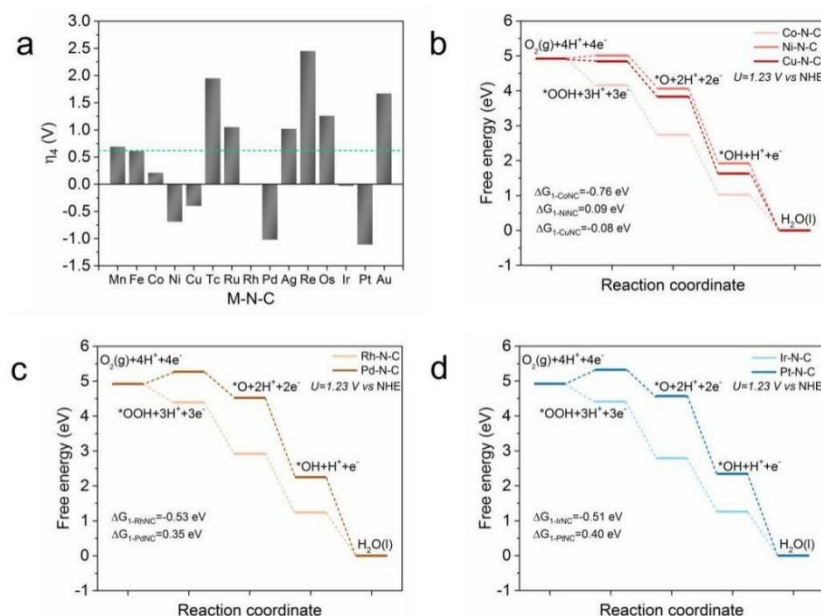 a
η₄ (V)
3.0
2.5
2.0
1.5
1.0
0.5
0.0
-0.5
-1.0
-1.5
Mn Fe Co Ni Cu Tc Ru Rh Pd Ag Re Os Ir Pt Au
M-N-C
b
Free energy (eV)
6
5
4
3
2
1
0
-1
O₂(g)+4H⁺+4e⁻
*OOH+3H⁺+3e⁻
*O+2H⁺+2e⁻
*OH+H⁺+e⁻
H₂O(l)
Co-N-C
Ni-N-C
Cu-N-C
U=1.23 V vs NHE
ΔG₁₋CoNC=-0.76 eV
ΔG₁₋NiNC=0.09 eV
ΔG₁₋CuNC=-0.08 eV
Reaction coordinate
c
Free energy (eV)
6
5
4
3
2
1
0
-1
O₂(g)+4H⁺+4e⁻
*OOH+3H⁺+3e⁻
*O+2H⁺+2e⁻
*OH+H⁺+e⁻
H₂O(l)
Rh-N-C
Pd-N-C
U=1.23 V vs NHE
ΔG₁₋RhNC=-0.53 eV
ΔG₁₋PdNC=0.35 eV
Reaction coordinate
d
Free energy (eV)
6
5
4
3
2
1
0
-1
O₂(g)+4H⁺+4e⁻
*OOH+3H⁺+3e⁻
*O+2H⁺+2e⁻
*OH+H⁺+e⁻
H₂O(l)
Ir-N-C
Pt-N-C
U=1.23 V vs NHE
ΔG₁₋IrNC=-0.51 eV
ΔG₁₋PtNC=0.40 eV
Reaction coordinate